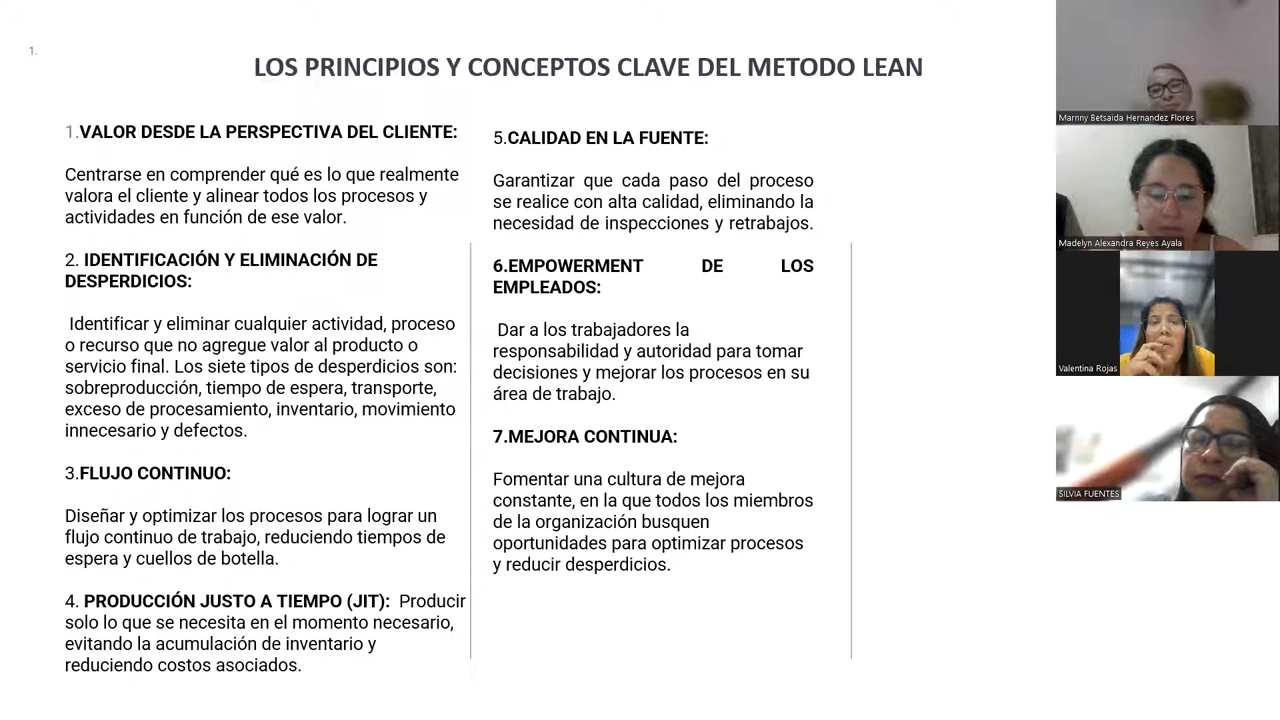 1.
LOS PRINCIPIOS Y CONCEPTOS CLAVE DEL METODO LEAN
1.VALOR DESDE LA PERSPECTIVA DEL CLIENTE:
Centrarse en comprender qué es lo que realmente
valora el cliente y alinear todos los procesos y
actividades en función de ese valor.
2. IDENTIFICACIÓN Y ELIMINACIÓN DE
DESPERDICIOS:
Identificar y eliminar cualquier actividad, proceso
o recurso que no agregue valor al producto o
servicio final. Los siete tipos de desperdicios son:
sobreproducción, tiempo de espera, transporte,
exceso de procesamiento, inventario, movimiento
innecesario y defectos.
3.FLUJO CONTINUO:
Diseñar y optimizar los procesos para lograr un
flujo continuo de trabajo, reduciendo tiempos de
espera y cuellos de botella.
4. PRODUCCIÓN JUSTO A TIEMPO (JIT): Producir
solo lo que se necesita en el momento necesario,
evitando la acumulación de inventario y
reduciendo costos asociados.
5.CALIDAD EN LA FUENTE:
Garantizar que cada paso del proceso
se realice con alta calidad, eliminando la
necesidad de inspecciones y retrabajos.
6.EMPOWERMENT DE LOS
EMPLEADOS:
Dar a los trabajadores la
responsabilidad y autoridad para tomar
decisiones y mejorar los procesos en su
área de trabajo.
7.MEJORA CONTINUA:
Fomentar una cultura de mejora
constante, en la que todos los miembros
de la organización busquen
oportunidades para optimizar procesos
y reducir desperdicios.
Marnny Betsaida Hernandez Flores
Madelyn Alexandra Reyes Ayala
Valentina Rojas
SILVIA FUENTES